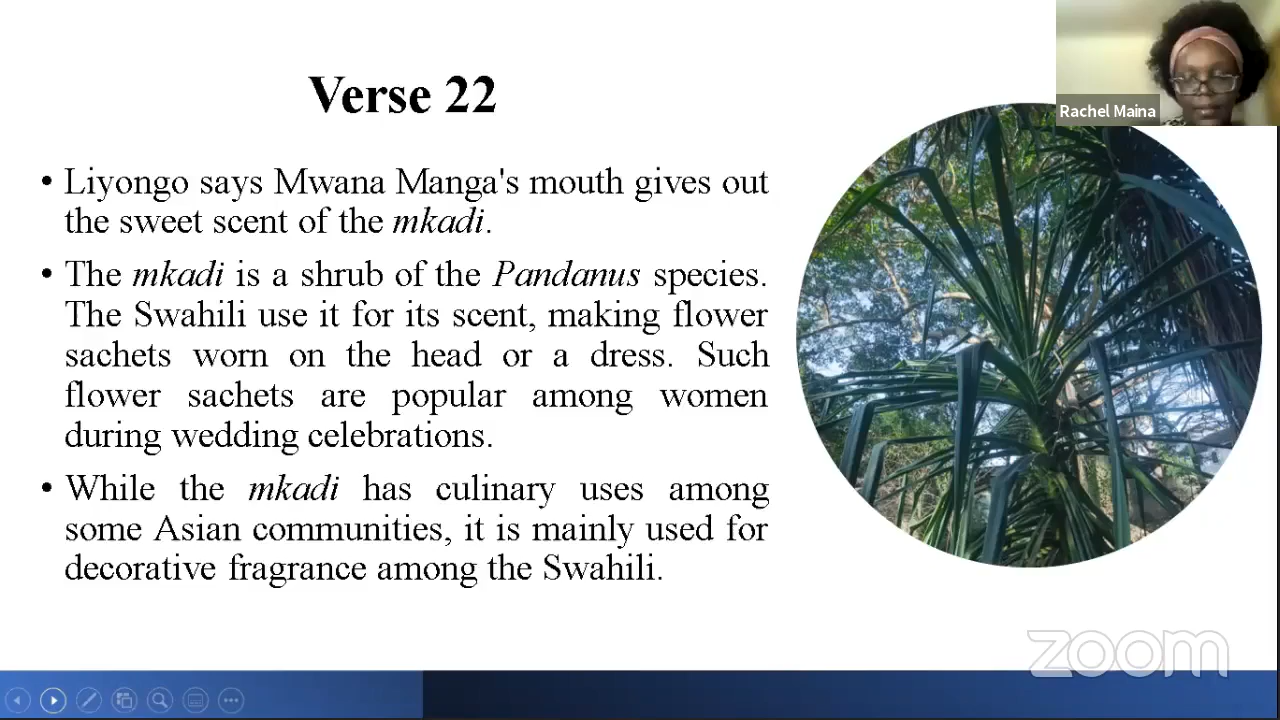 Rachel Maina
Verse 22
• Liyongo says Mwana Manga's mouth gives out
the sweet scent of the mkadi.
• The mkadi is a shrub of the Pandanus species.
The Swahili use it for its scent, making flower
sachets worn on the head or a dress. Such
flower sachets are popular among women
during wedding celebrations.
• While the mkadi has culinary uses among
some Asian communities, it is mainly used for
decorative fragrance among the Swahili.
zoom